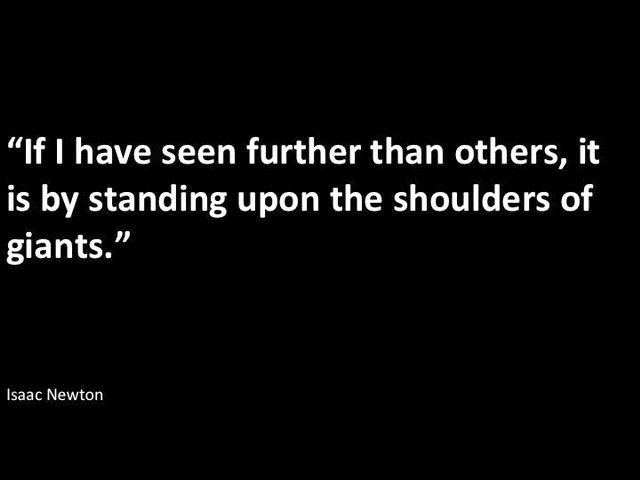 “If I have seen further than others, it
is by standing upon the shoulders of
giants.”
Isaac Newton